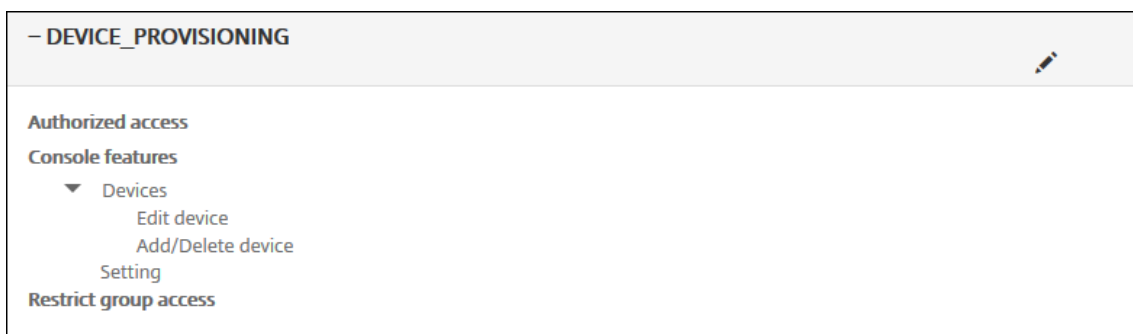 – DEVICE_PROVISIONING
Authorized access
Console features
Devices
Edit device
Add/Delete device
Setting
Restrict group access